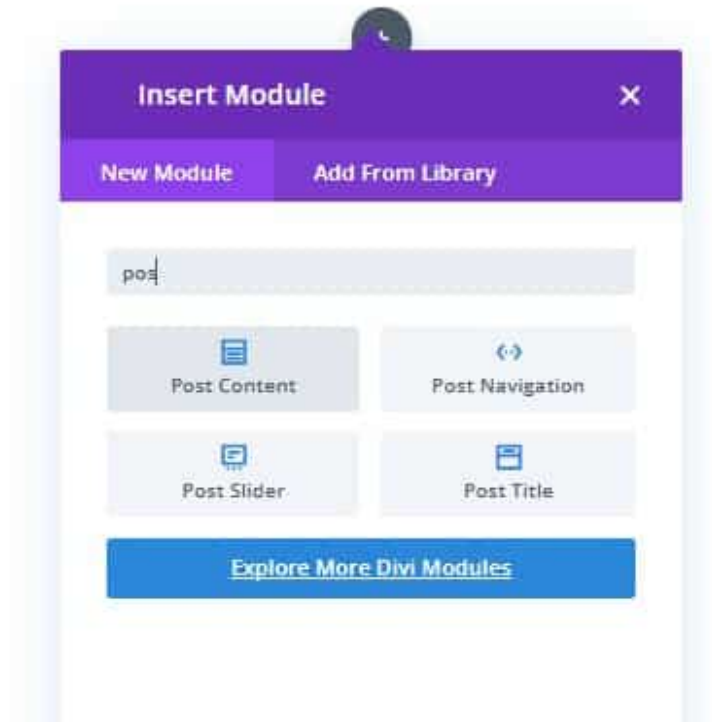 Insert Module
New Module Add From Library
pos
Post Content Post Navigation
Post Slider Post Title
Explore More Divi Modules